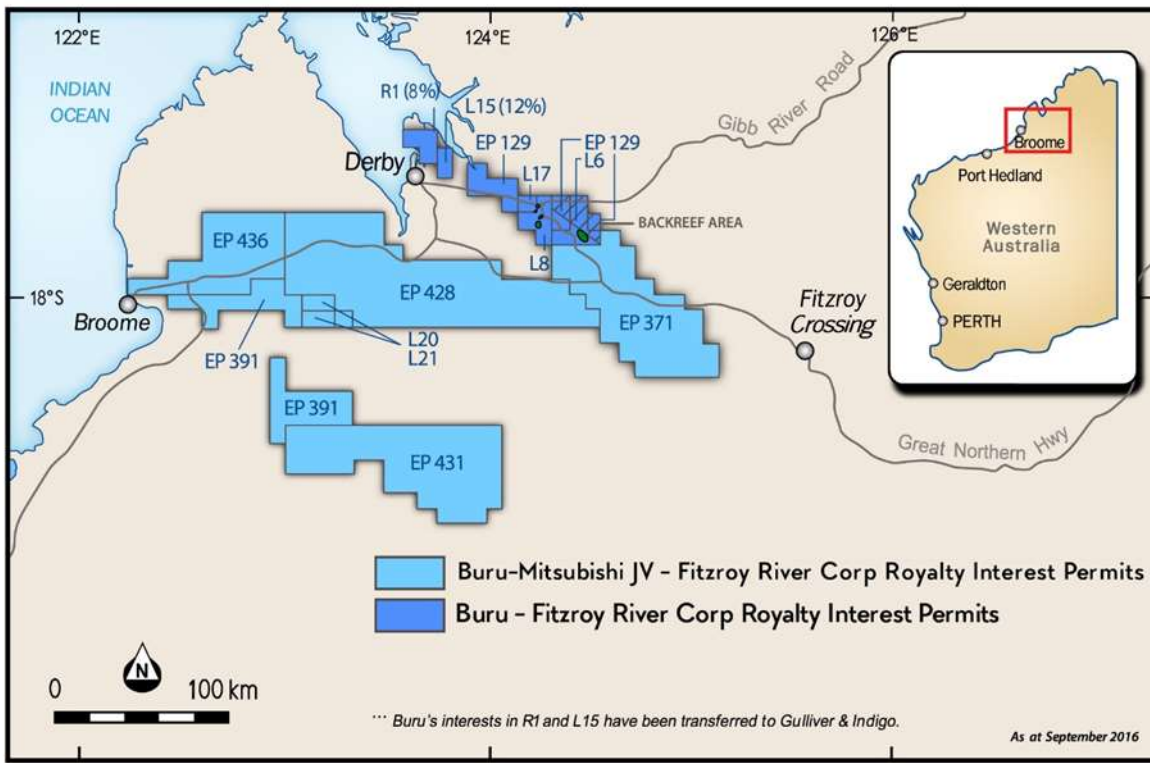 122°E
124°E
126°E
INDIAN
OCEAN
R1 (8%)
L15 (12%)
EP 129
EP 129
L17
L6
Derby
Gibb River Road
BACKREEF AREA
L8
EP 436
EP 428
18°S
Broome
EP 391
L20
L21
EP 371
Fitzroy
Crossing
EP 391
EP 431
Great Northern Hwy
Broome
Port Hedland
Western
Australia
Geraldton
PERTH
Buru-Mitsubishi JV - Fitzroy River Corp Royalty Interest Permits
Buru - Fitzroy River Corp Royalty Interest Permits
N
0 100 km
... Buru's interests in R1 and L15 have been transferred to Gulliver & Indigo.
As at September 2016